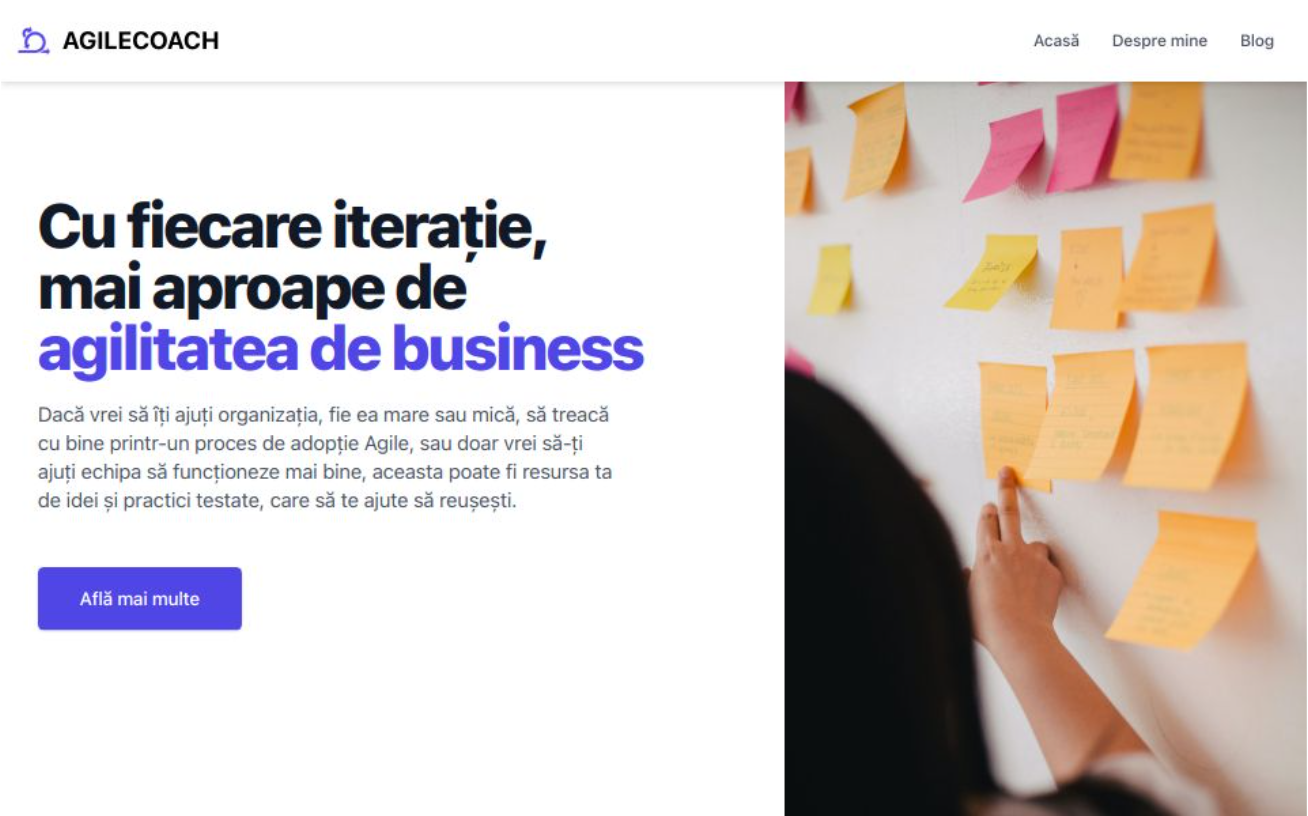 AGILECOACH
Acasă
Despre mine
Blog
Cu fiecare iterație,
mai aproape de
agilitatea de business
Dacă vrei să îți ajuți organizația, fie ea mare sau mică, să treacă
cu bine printr-un proces de adopție Agile, sau doar vrei să-ți
ajuți echipa să funcționeze mai bine, aceasta poate fi resursa ta
de idei și practici testate, care să te ajute să reușești.
Află mai multe